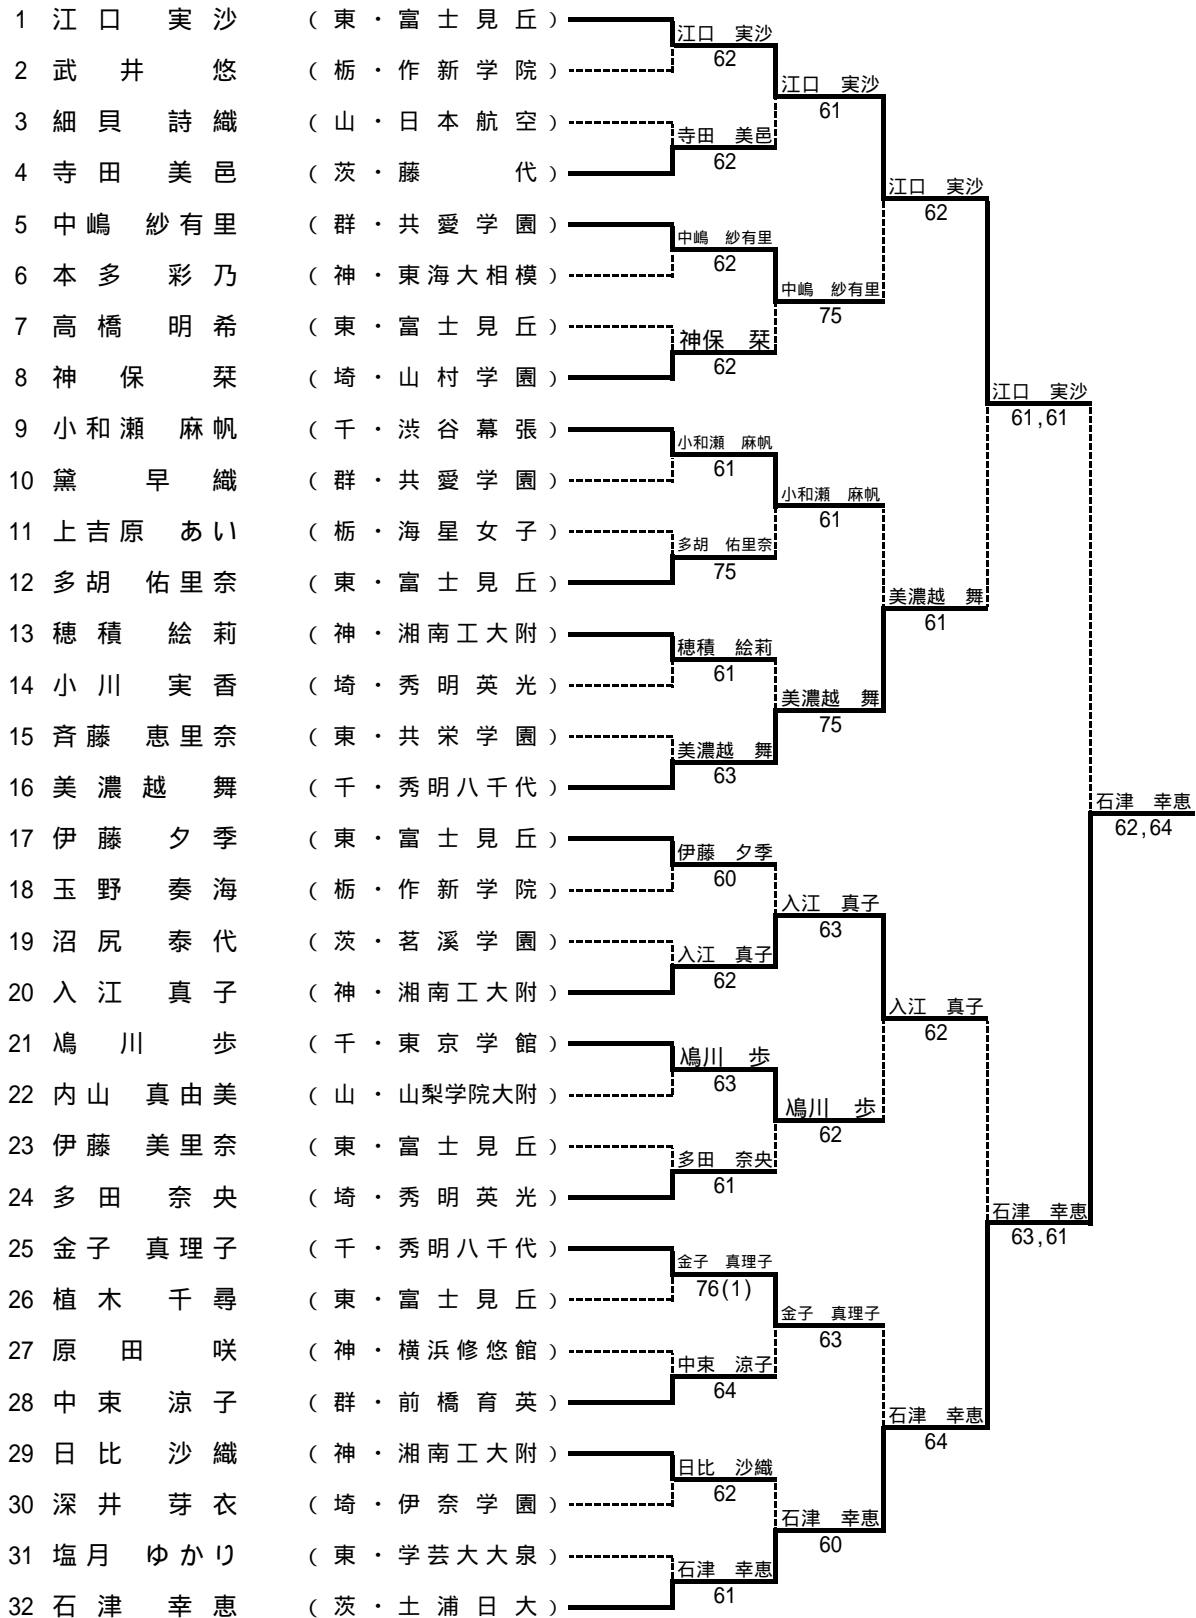 1 江口 実沙 (東・富士見丘)
2 武井 悠 (栃・作新学院)
3 細貝 詩織 (山・日本航空)
4 寺田 美邑 (茨・藤代)
5 中嶋 紗有里 (群・共愛学園)
6 本多 彩乃 (神・東海大相模)
7 高橋 明希 (東・富士見丘)
8 神保 栞 (埼・山村学園)
9 小和瀬 麻帆 (千・渋谷幕張)
10 黛 早織 (群・共愛学園)
11 上吉原 あい (栃・海星女子)
12 多胡 佑里奈 (東・富士見丘)
13 穂積 絵莉 (神・湘南工大附)
14 小川 実香 (埼・秀明英光)
15 斉藤 恵里奈 (東・共栄学園)
16 美濃越 舞 (千・秀明八千代)
17 伊藤 夕季 (東・富士見丘)
18 玉野 奏海 (栃・作新学院)
19 沼尻 泰代 (茨・茗溪学園)
20 入江 真子 (神・湘南工大附)
21 鳰川 歩 (千・東京学館)
22 内山 真由美 (山・山梨学院大附)
23 伊藤 美里奈 (東・富士見丘)
24 多田 奈央 (埼・秀明英光)
25 金子 真理子 (千・秀明八千代)
26 植木 千尋 (東・富士見丘)
27 原田 咲 (神・横浜修悠館)
28 中束 涼子 (群・前橋育英)
29 日比 沙織 (神・湘南工大附)
30 深井 芽衣 (埼・伊奈学園)
31 塩月 ゆかり (東・学芸大大泉)
32 石津 幸恵 (茨・土浦日大)
江口 実沙
62
寺田 美邑
62
中嶋 紗有里
62
神保 栞
62
小和瀬 麻帆
61
多胡 佑里奈
75
穂積 絵莉
61
美濃越 舞
63
伊藤 夕季
60
入江 真子
62
鳰川 歩
63
多田 奈央
61
金子 真理子
76(1)
中束 涼子
64
日比 沙織
62
石津 幸恵
61
江口 実沙
61
中嶋 紗有里
75
小和瀬 麻帆
61
美濃越 舞
75
入江 真子
63
鳰川 歩
62
金子 真理子
63
石津 幸恵
60
江口 実沙
62
美濃越 舞
61
入江 真子
62
石津 幸恵
64
江口 実沙
61,61
石津 幸恵
63,61
石津 幸恵
62,64